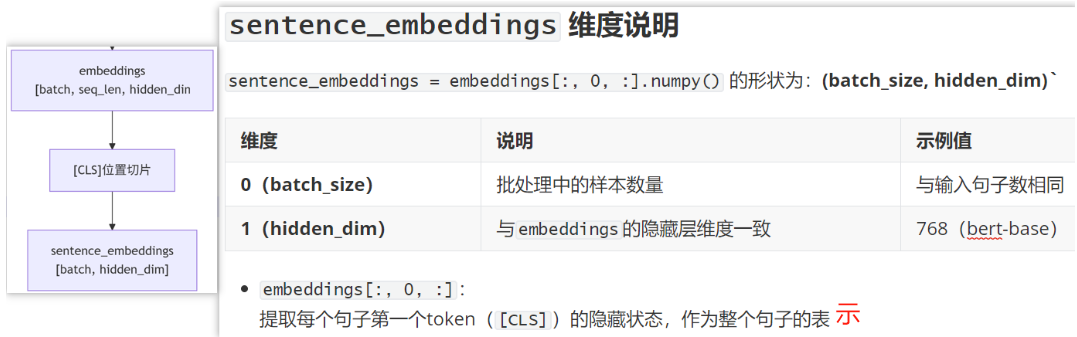 embeddings
[batch, seq_len, hidden_din
[CLS]位置切片
sentence_embeddings
[batch, hidden_dim]
sentence_embeddings 维度说明
sentence_embeddings = embeddings[:, 0, :].numpy() 的形状为：(batch_size, hidden_dim)`
维度 说明 示例值
0（batch_size） 批处理中的样本数量 与输入句子数相同
1（hidden_dim） 与embeddings的隐藏层维度一致 768（bert-base）
• embeddings[:, 0, :]：
提取每个句子第一个token（[CLS]）的隐藏状态，作为整个句子的表示